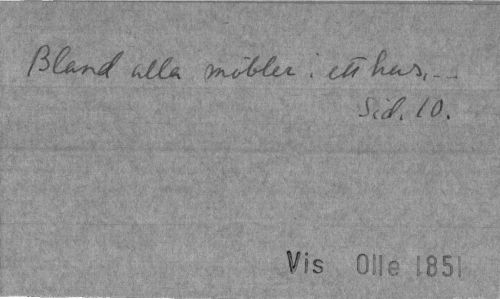 Bland alla möbler i ett hus, --
Sid. 10.
Vis Olle 1851